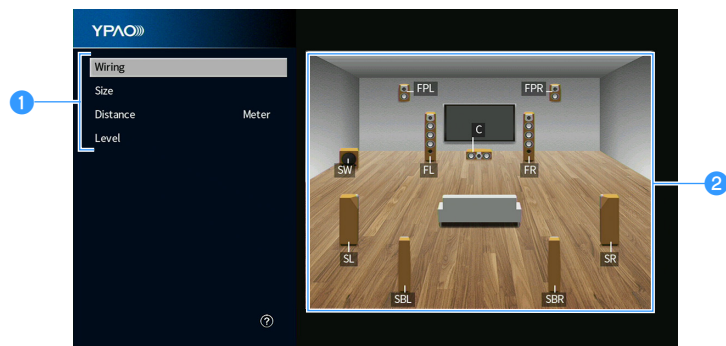 YPAO
Wiring
Size
Distance Meter
Level
1
FPL FPR
C
SW FL FR
2
SL SR
SBL SBR
?